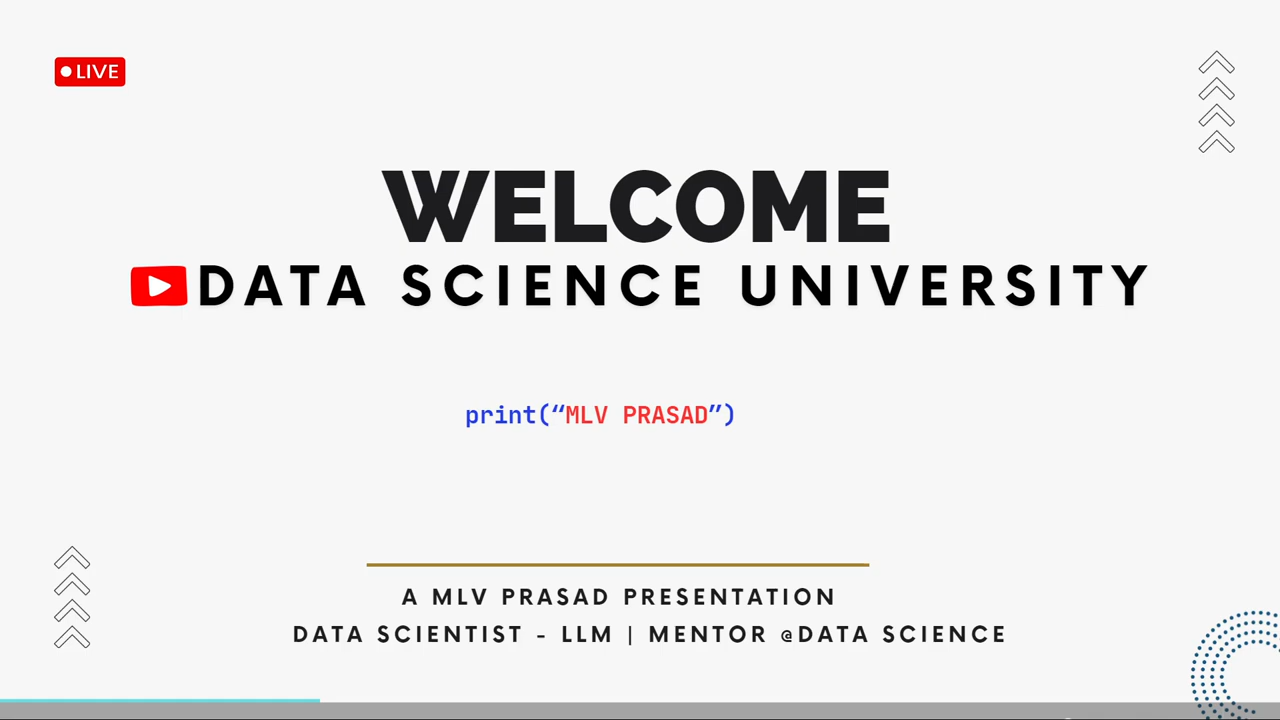 LIVE
WELCOME
DATA SCIENCE UNIVERSITY
print(“MLV PRASAD”)
A MLV PRASAD PRESENTATION
DATA SCIENTIST - LLM | MENTOR @DATA SCIENCE